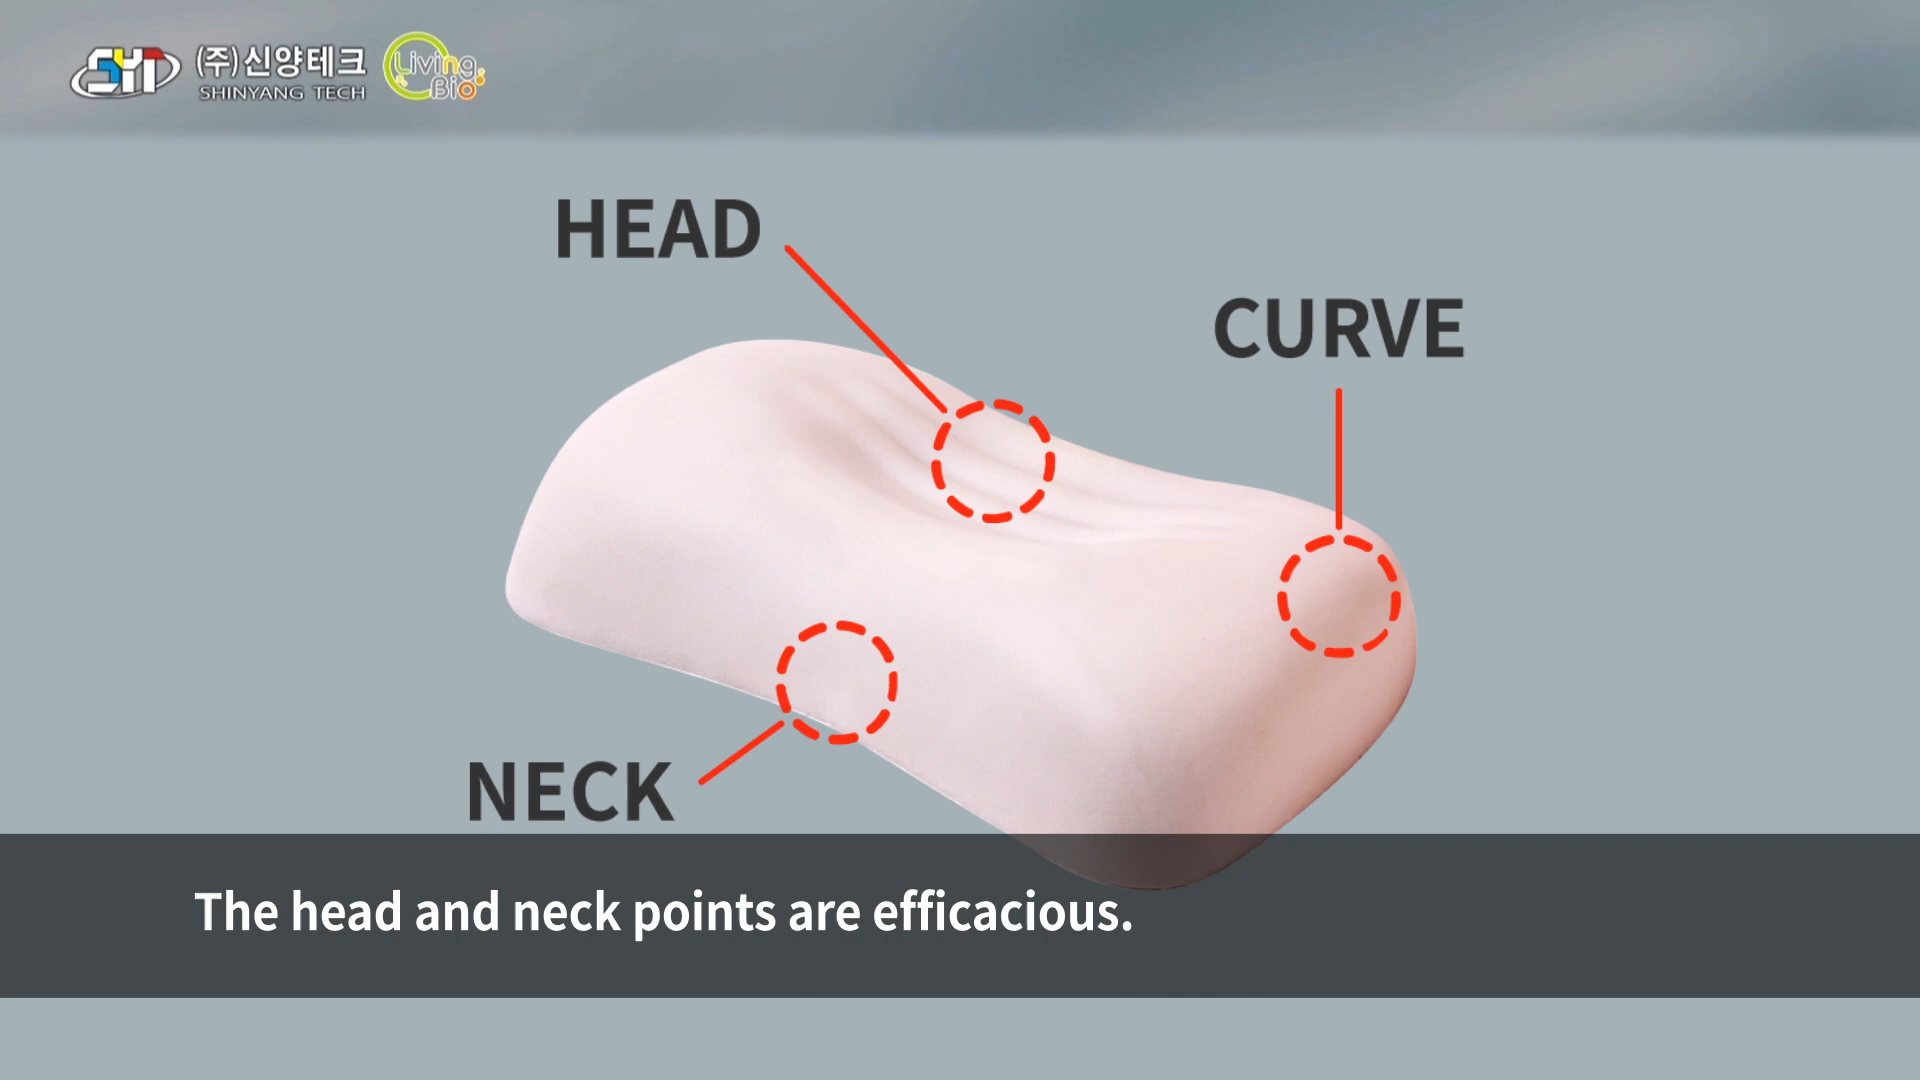 SYT
(주)신양테크
SHINYANG TECH
Living
Bio
HEAD
CURVE
NECK
The head and neck points are efficacious.